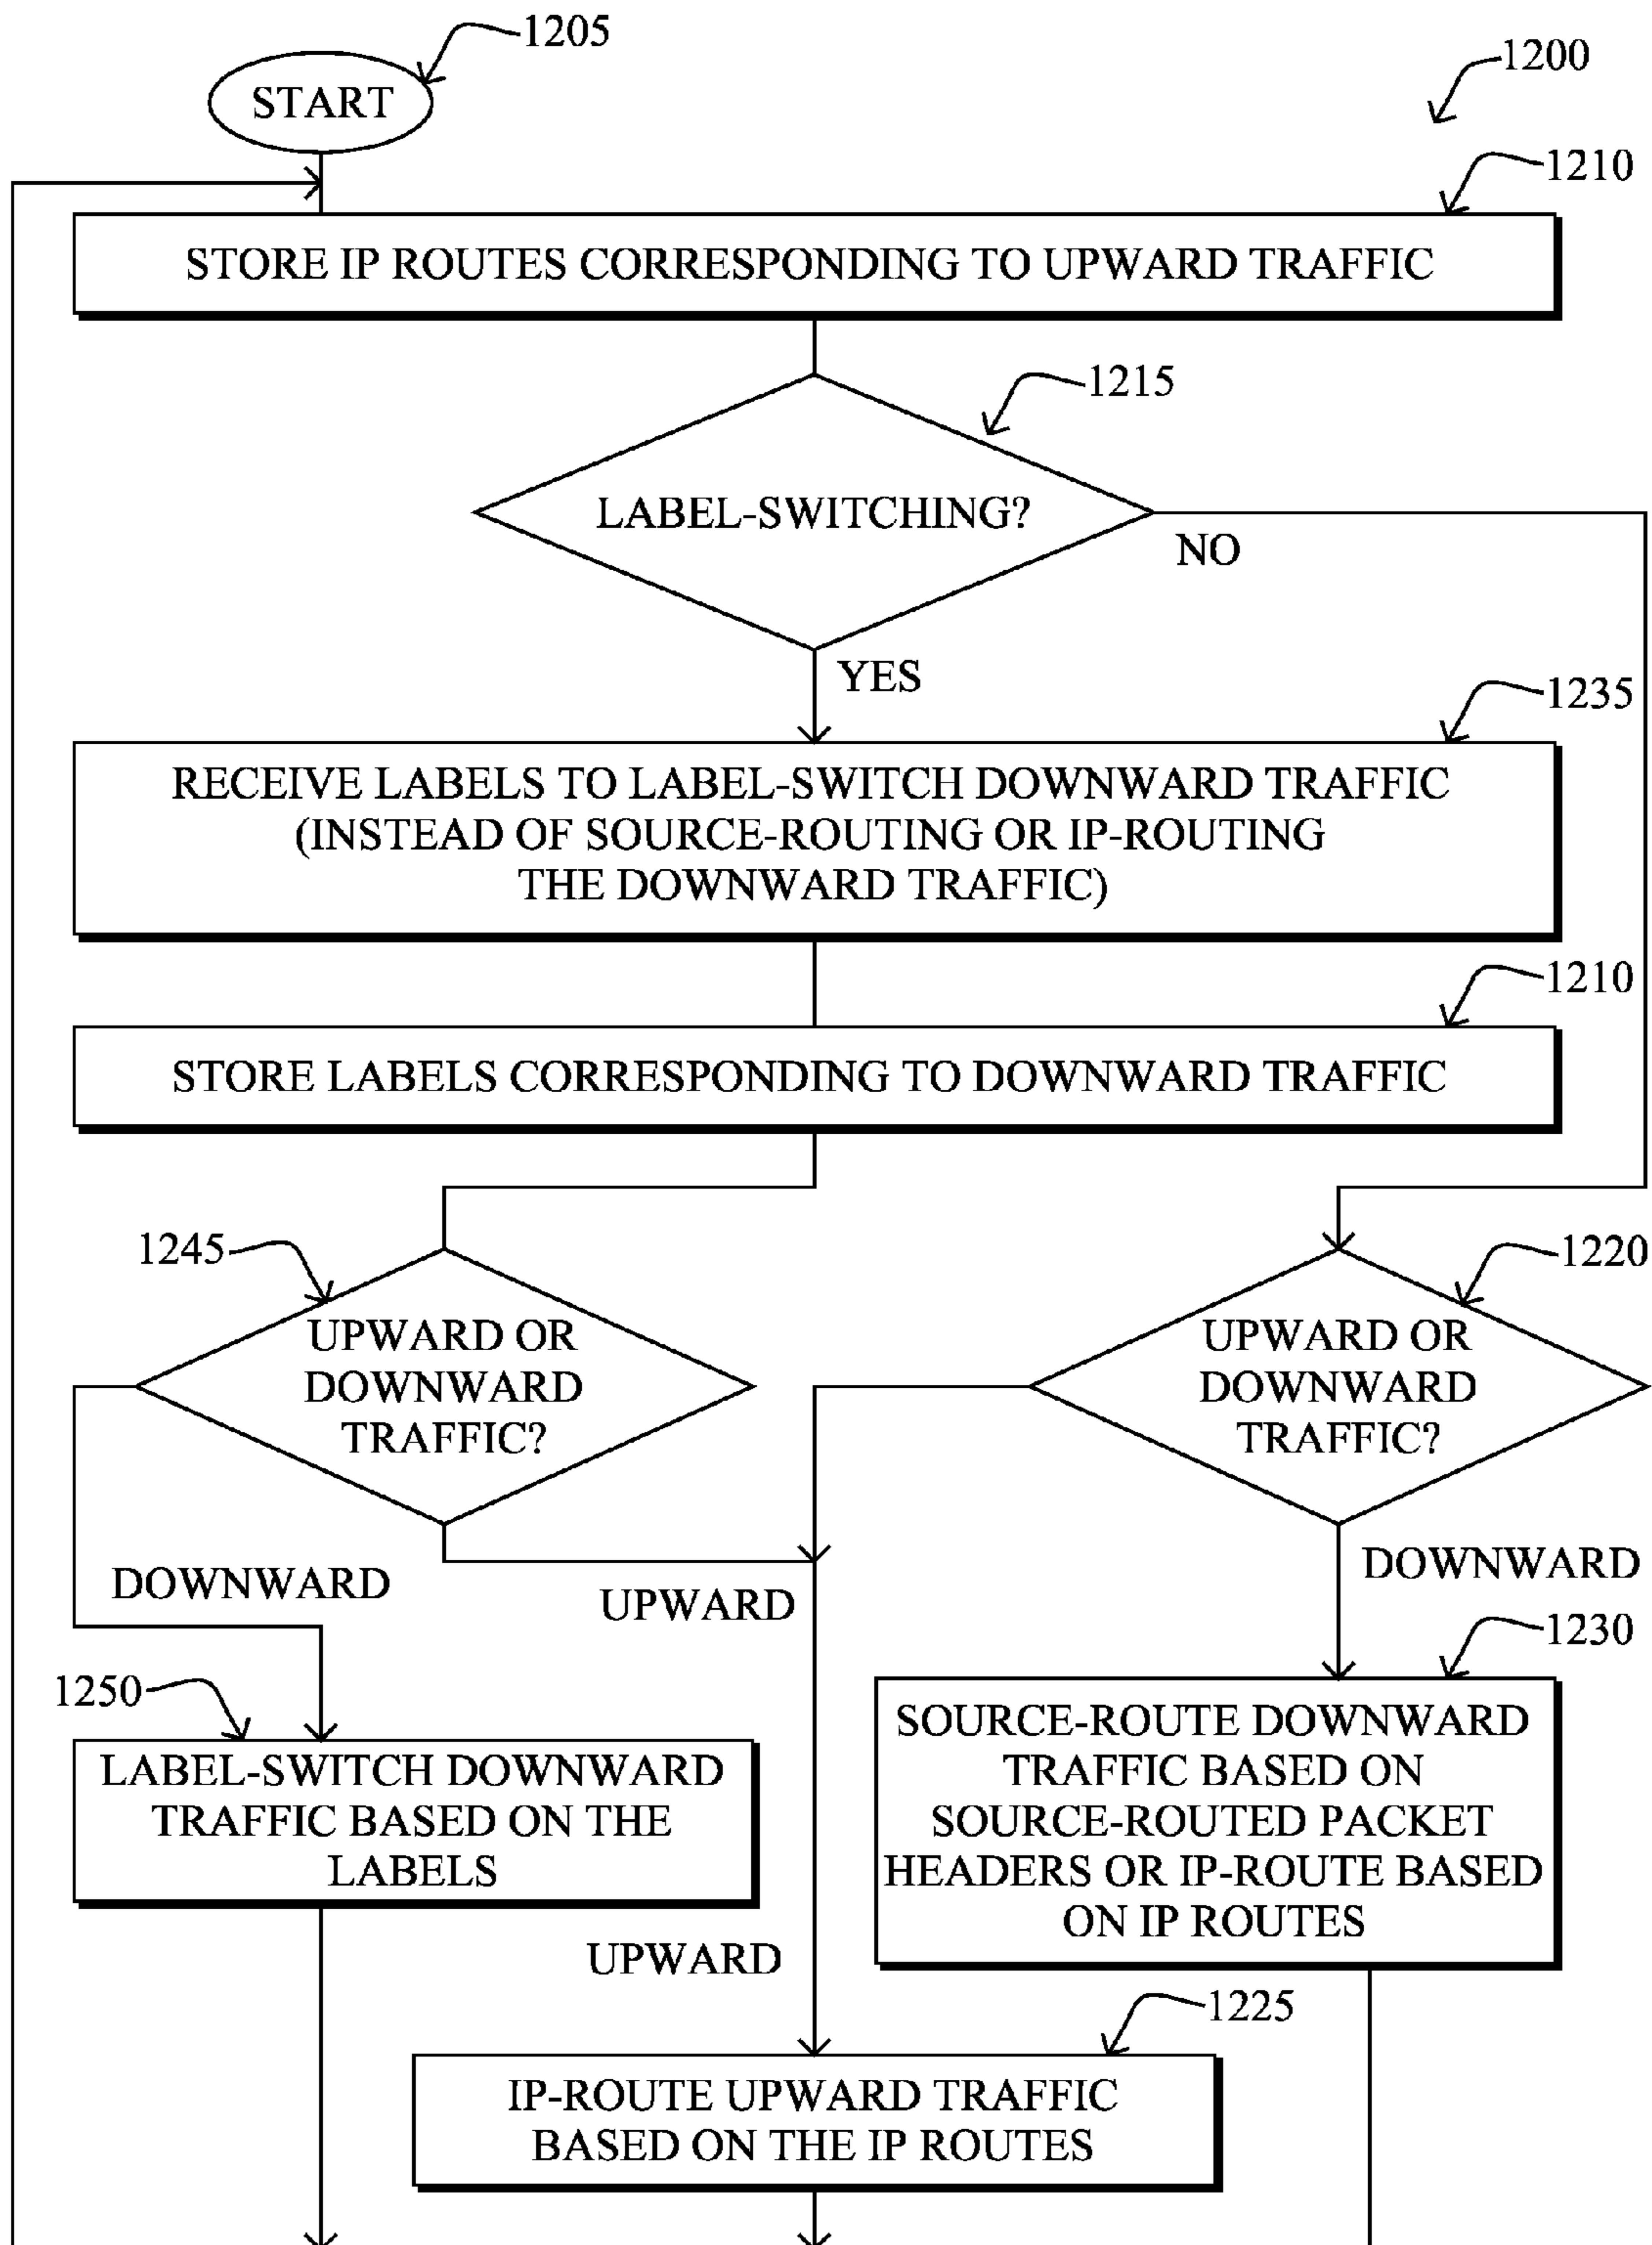 1205
START
1200
1210
STORE IP ROUTES CORRESPONDING TO UPWARD TRAFFIC
1215
LABEL-SWITCHING?
NO
YES
1235
RECEIVE LABELS TO LABEL-SWITCH DOWNWARD TRAFFIC
(INSTEAD OF SOURCE-ROUTING OR IP-ROUTING
THE DOWNWARD TRAFFIC)
1210
STORE LABELS CORRESPONDING TO DOWNWARD TRAFFIC
1245
UPWARD OR
DOWNWARD
TRAFFIC?
1220
UPWARD OR
DOWNWARD
TRAFFIC?
DOWNWARD
UPWARD
DOWNWARD
1250
LABEL-SWITCH DOWNWARD
TRAFFIC BASED ON THE
LABELS
1230
SOURCE-ROUTE DOWNWARD
TRAFFIC BASED ON
SOURCE-ROUTED PACKET
HEADERS OR IP-ROUTE BASED
ON IP ROUTES
UPWARD
1225
IP-ROUTE UPWARD TRAFFIC
BASED ON THE IP ROUTES